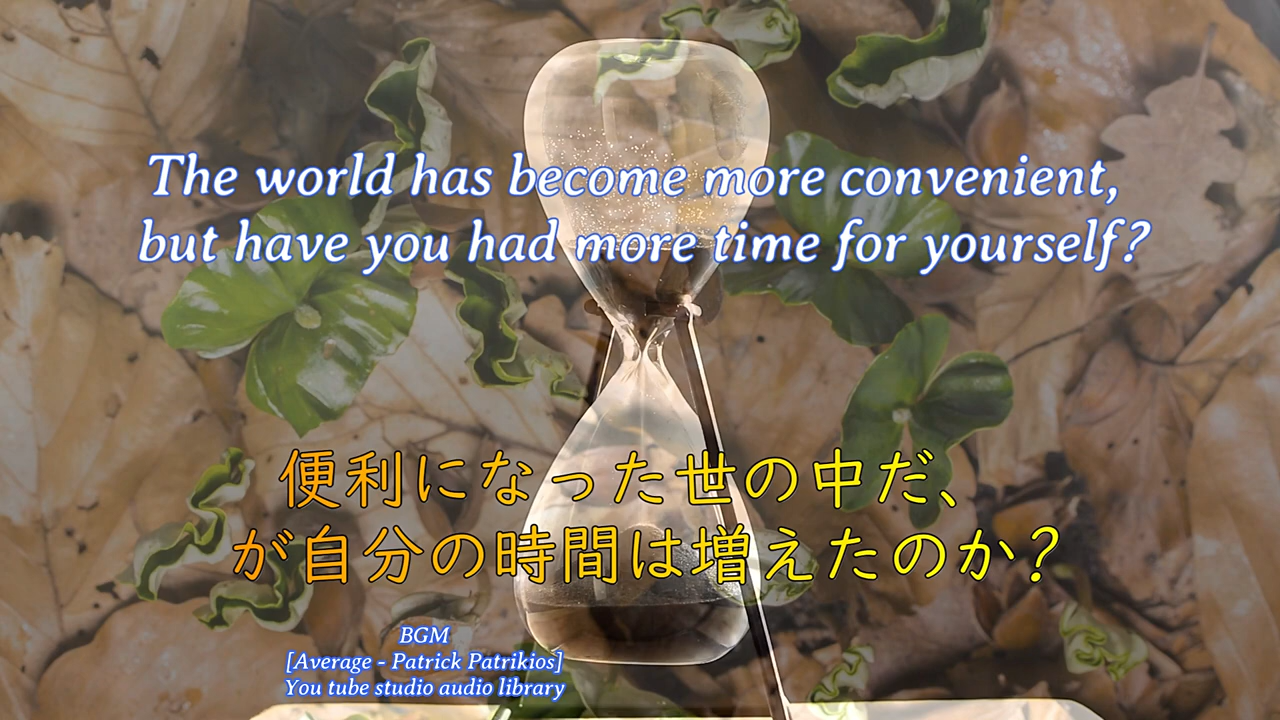 The world has become more convenient,
but have you had more time for yourself?
便利になった世の中だ、
が自分の時間は増えたのか？
BGM
[Average - Patrick Patrikios]
You tube studio audio library